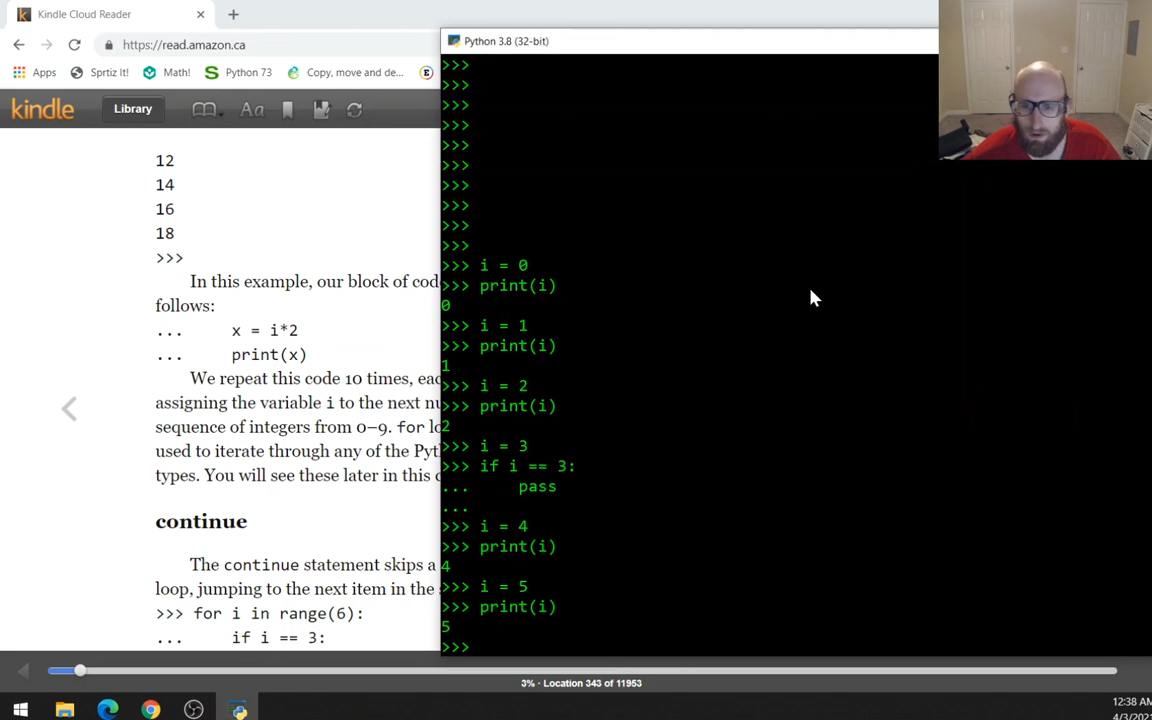 Kindle Cloud Reader
https://read.amazon.ca
Apps
Sprtiz It!
Math!
Python 73
Copy, move and de...
kindle
Library
Aa
12
14
16
18
>>>
In this example, our block of cod
follows:
... x = i*2
... print(x)
We repeat this code 10 times, eac
assigning the variable i to the next nu
sequence of integers from 0–9. for lo
used to iterate through any of the Pyt
types. You will see these later in this c
continue
The continue statement skips a
loop, jumping to the next item in the s
>>> for i in range(6):
... if i == 3:
Python 3.8 (32-bit)
>>>
>>>
>>>
>>>
>>>
>>>
>>>
>>>
>>>
>>>
>>> i = 0
>>> print(i)
0
>>> i = 1
>>> print(i)
1
>>> i = 2
>>> print(i)
2
>>> i = 3
>>> if i == 3:
... pass
...
>>> i = 4
>>> print(i)
4
>>> i = 5
>>> print(i)
5
>>>
3% · Location 343 of 11953
12:38 AM